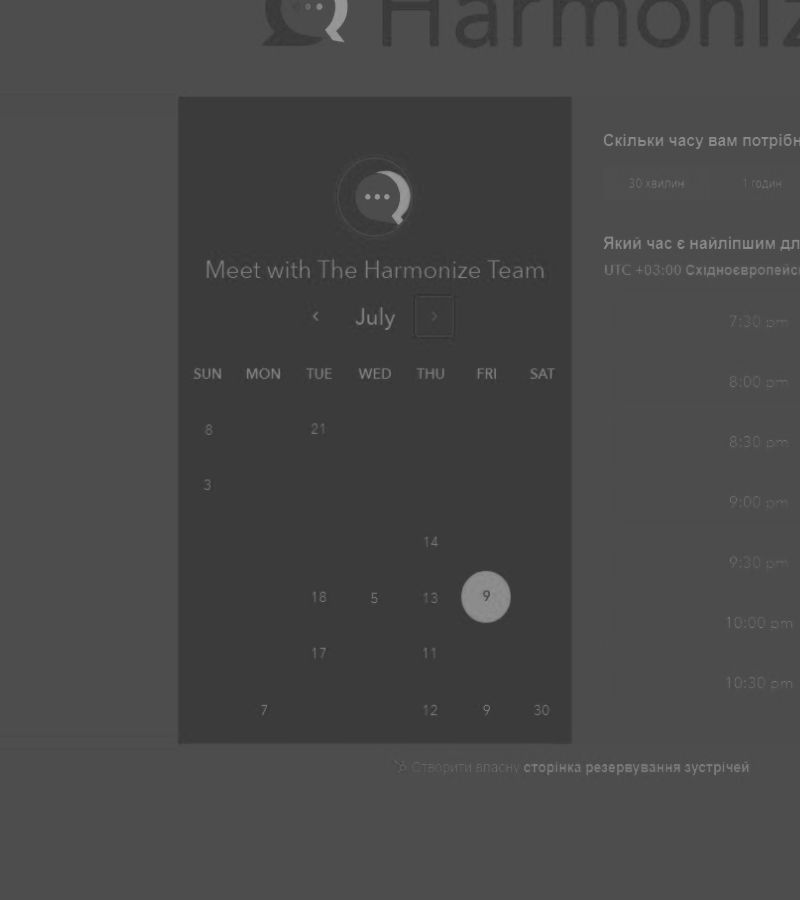 Harmoniz
Meet with The Harmonize Team
‹ July ›
SUN MON TUE WED THU FRI SAT
8 21
3
14
18 5 13 9
17 11
7 12 9 30
Скільки часу вам потрібн
30 хвилин 1 годин
Який час є найліпшим дл
UTC +03:00 Східноєвропейс
7:30 pm
8:00 pm
8:30 pm
9:00 pm
9:30 pm
10:00 pm
10:30 pm
Створити власну сторінка резервування зустрічей